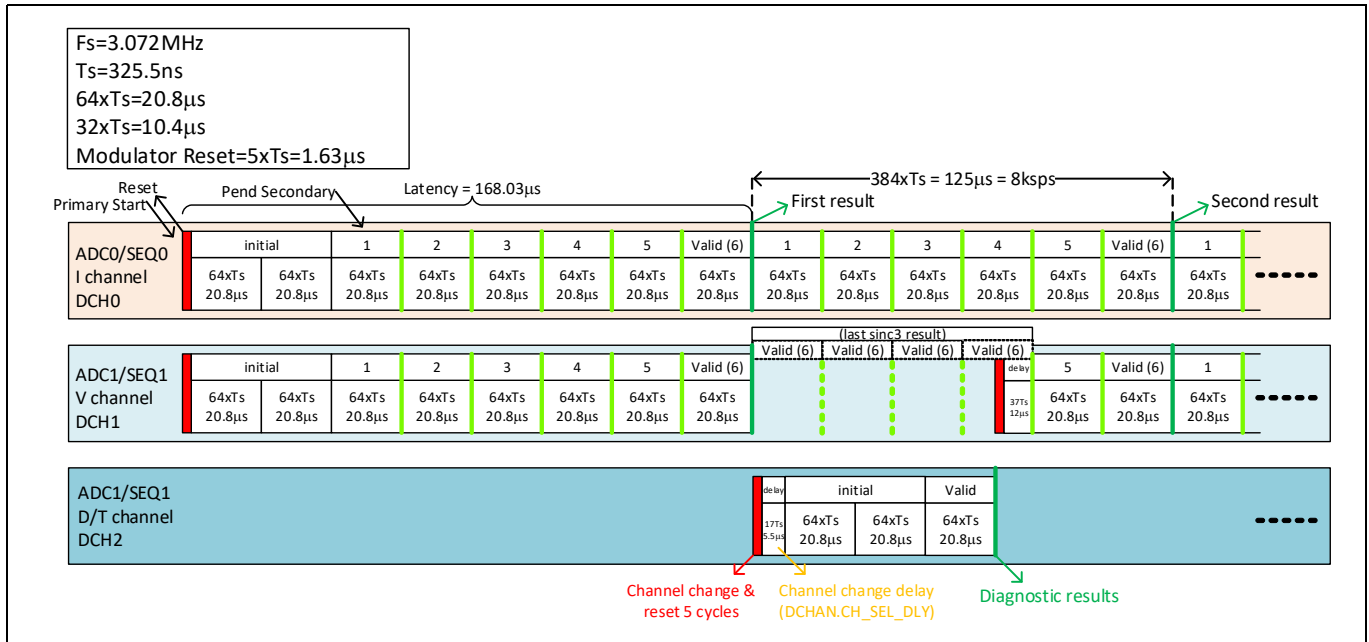 Fs=3.072MHz
Ts=325.5ns
64xTs=20.8μs
32xTs=10.4μs
Modulator Reset=5xTs=1.63μs
Reset
Primary Start
Pend Secondary
Latency = 168.03μs
384xTs = 125μs = 8ksps
First result
Second result
ADC0/SEQ0
I channel
DCH0
initial 1 2 3 4 5 Valid (6) 1 2 3 4 5 Valid (6) 1
64xTs 64xTs 64xTs 64xTs 64xTs 64xTs 64xTs 64xTs 64xTs 64xTs 64xTs 64xTs 64xTs 64xTs 64xTs
20.8μs 20.8μs 20.8μs 20.8μs 20.8μs 20.8μs 20.8μs 20.8μs 20.8μs 20.8μs 20.8μs 20.8μs 20.8μs 20.8μs 20.8μs
(last sinc3 result)
Valid (6) Valid (6) Valid (6) Valid (6)
ADC1/SEQ1
V channel
DCH1
initial 1 2 3 4 5 Valid (6) delay 5 Valid (6) 1
64xTs 64xTs 64xTs 64xTs 64xTs 64xTs 64xTs 64xTs 37Ts 64xTs 64xTs 64xTs
20.8μs 20.8μs 20.8μs 20.8μs 20.8μs 20.8μs 20.8μs 20.8μs 12μs 20.8μs 20.8μs 20.8μs
ADC1/SEQ1
D/T channel
DCH2
delay initial Valid
17Ts 64xTs 64xTs 64xTs
5.5μs 20.8μs 20.8μs 20.8μs
Channel change &
reset 5 cycles
Channel change delay
(DCHAN.CH_SEL_DLY)
Diagnostic results